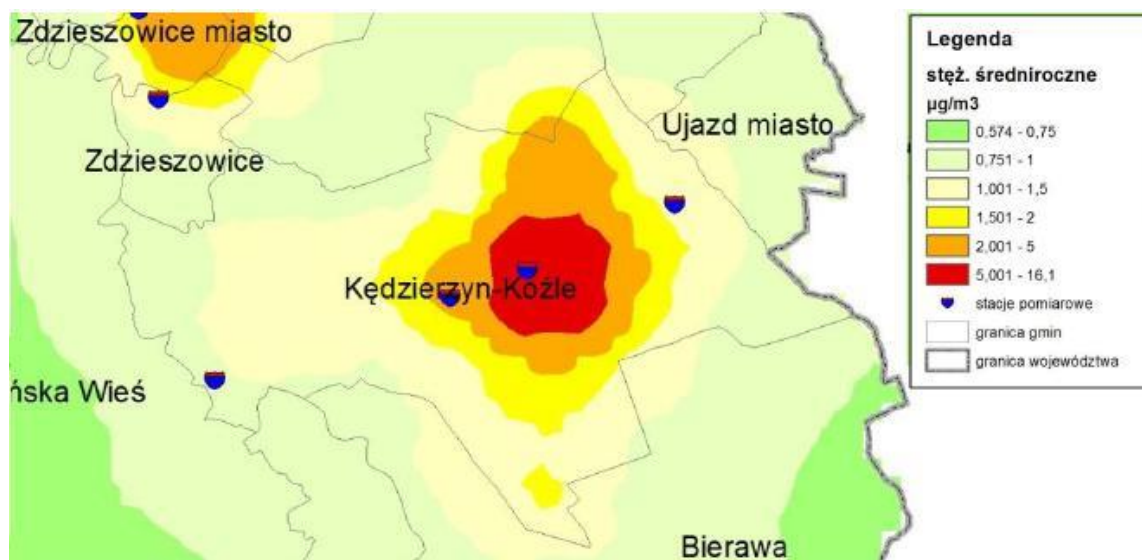 Zdzieszowice miasto
Ujazd miasto
Zdzieszowice
Kędzierzyn-Koźle
ńska Wieś
Bierawa
Legenda
stęż. średniroczne
µg/m3
0,574 - 0,75
0,751 - 1
1,001 - 1,5
1,501 - 2
2,001 - 5
5,001 - 16,1
stacje pomiarowe
granica gmin
granica województwa